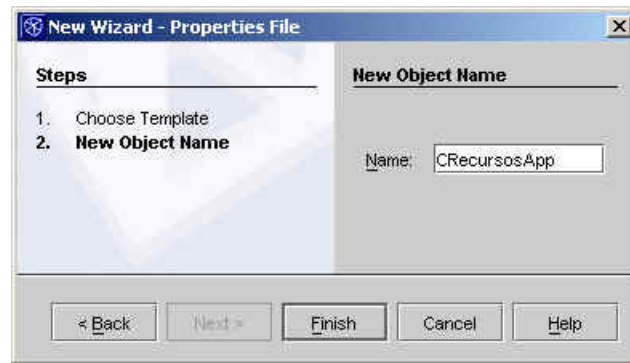 New Wizard - Properties File
Steps
1. Choose Template
2. New Object Name
New Object Name
Name: CRecursosApp
< Back Next > Finish Cancel Help